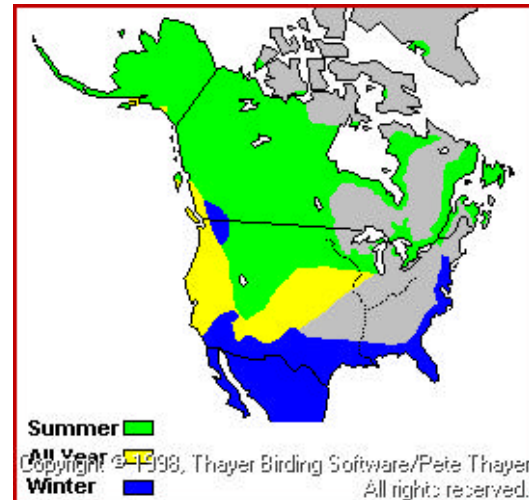 Summer
All Year
Copyright © 1998, Thayer Birding Software/Pete Thayer
Winter
All rights reserved.